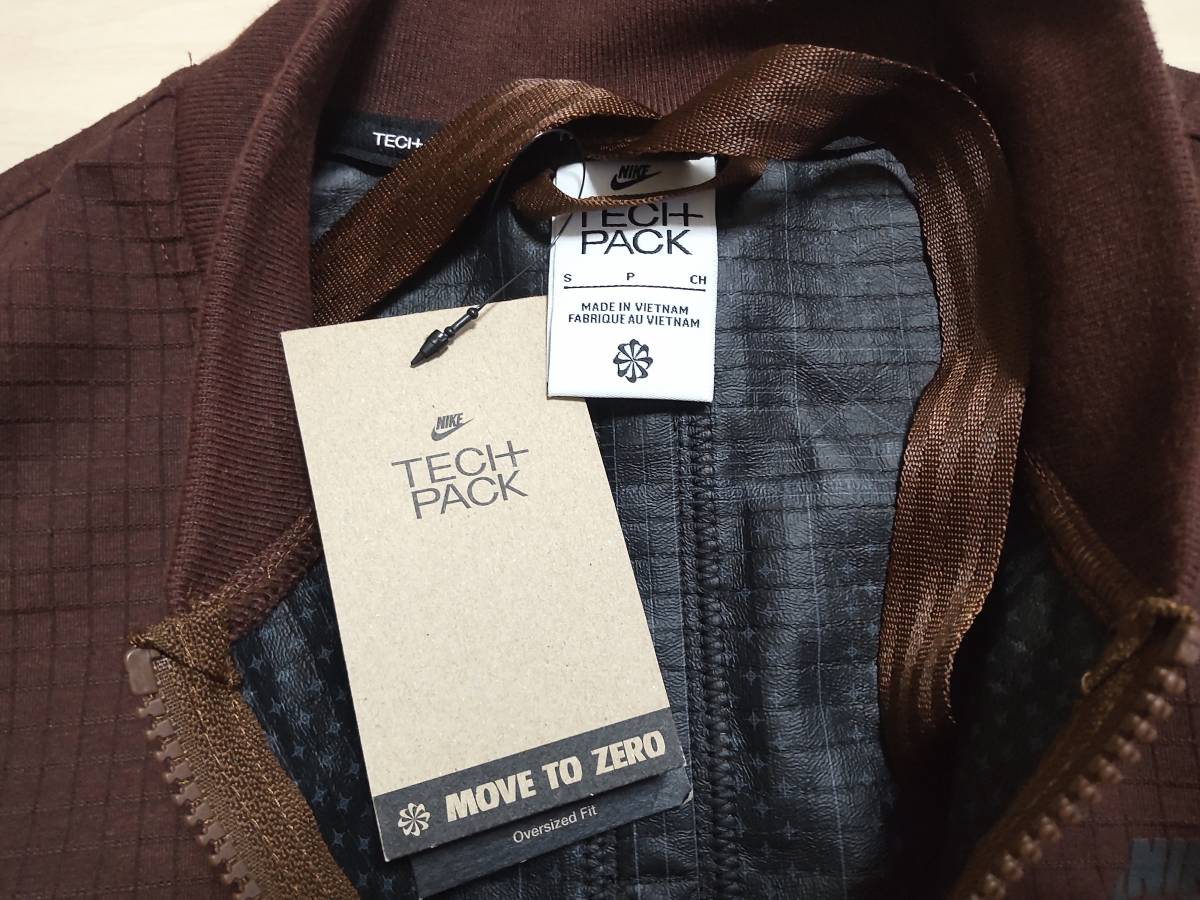 TECH
NIKE
TECH
PACK
S P CH
MADE IN VIETNAM
FABRIQUE AU VIETNAM
NIKE
TECH
PACK
MOVE TO ZERO
Oversized Fit